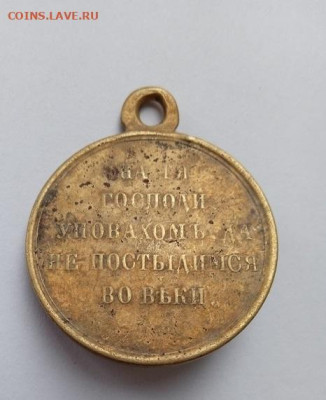 COINS.LAVE.RU
НА ТЯ
ГОСПОДИ
УПОВАХОМЪ, ДА
НЕ ПОСТЫДИМСЯ
ВО ВѢКИ